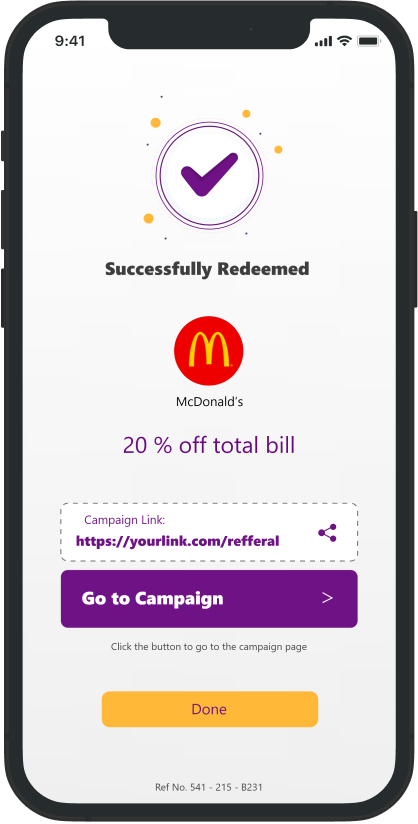 9:41
Successfully Redeemed
McDonald's
20 % off total bill
Campaign Link:
https://yourlink.com/refferal
Go to Campaign >
Click the button to go to the campaign page
Done
Ref No. 541 - 215 - B231